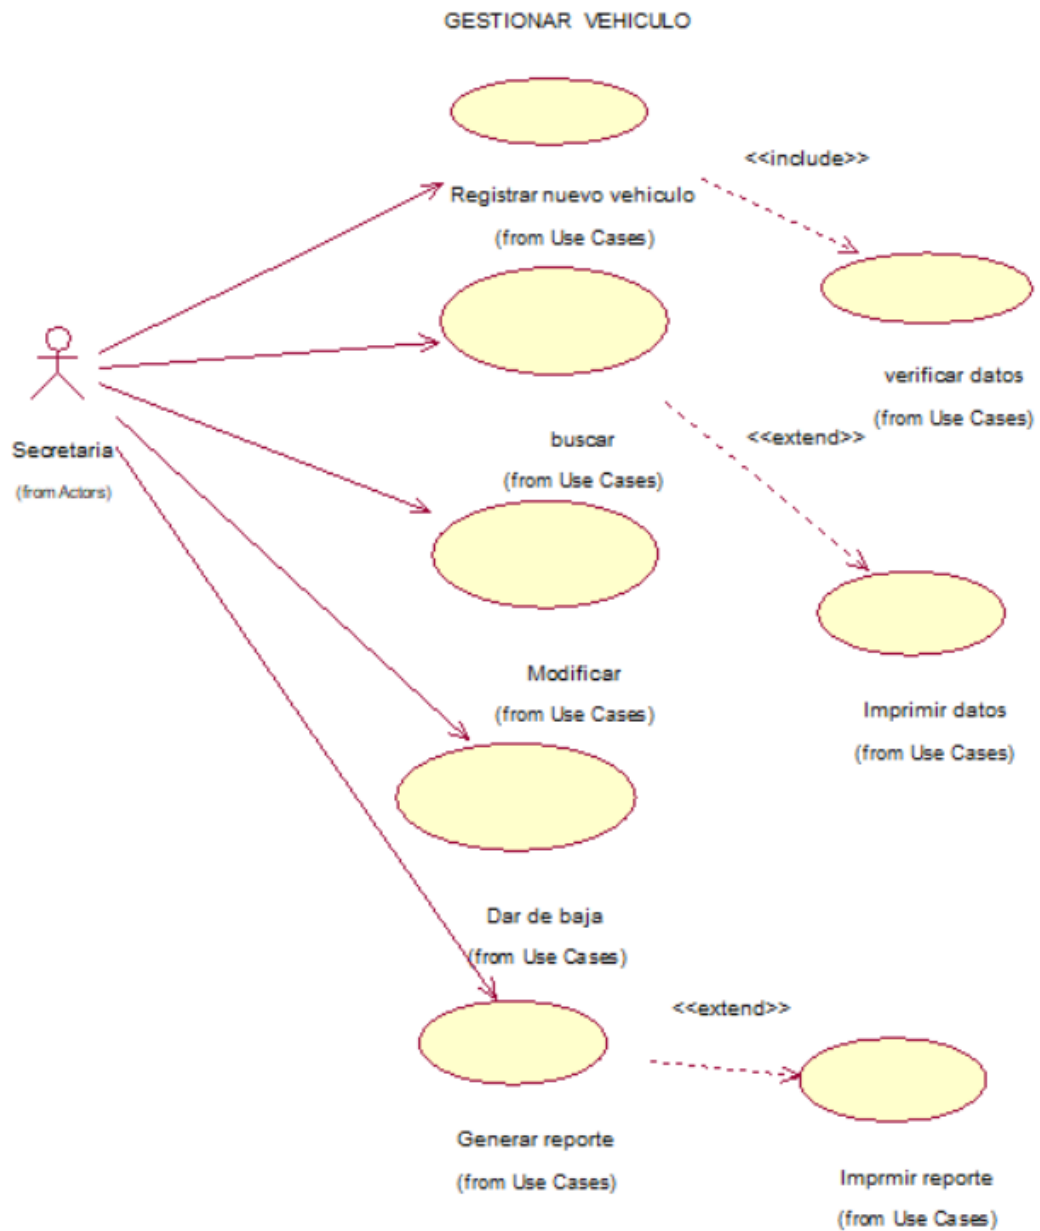 GESTIONAR VEHICULO
<<include>>
Registrar nuevo vehiculo
(from Use Cases)
verificar datos
(from Use Cases)
Secretaria
(from Actors)
buscar
(from Use Cases)
<<extend>>
Modificar
(from Use Cases)
Imprimir datos
(from Use Cases)
Dar de baja
(from Use Cases)
<<extend>>
Generar reporte
(from Use Cases)
Imprmir reporte
(from Use Cases)